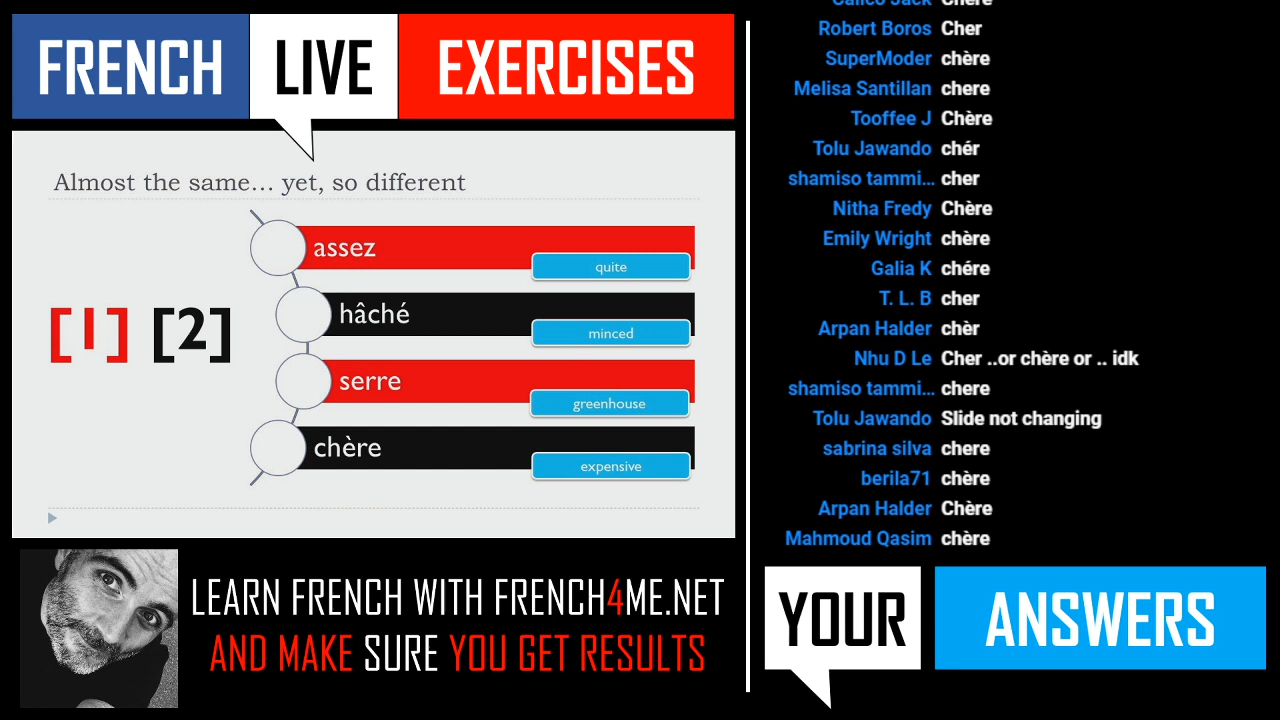 FRENCH LIVE EXERCISES
Almost the same... yet, so different
[1] [2]
assez
quite
hâché
minced
serre
greenhouse
chère
expensive
LEARN FRENCH WITH FRENCH4ME.NET
AND MAKE SURE YOU GET RESULTS
Calico Jack Chère
Robert Boros Cher
SuperModer chère
Melisa Santillan chere
Tooffee J Chère
Tolu Jawando chér
shamiso tammi... cher
Nitha Fredy Chère
Emily Wright chère
Galia K chére
T. L. B cher
Arpan Halder chèr
Nhu D Le Cher ..or chère or .. idk
shamiso tammi... chere
Tolu Jawando Slide not changing
sabrina silva chere
berila71 chère
Arpan Halder Chère
Mahmoud Qasim chère
YOUR ANSWERS